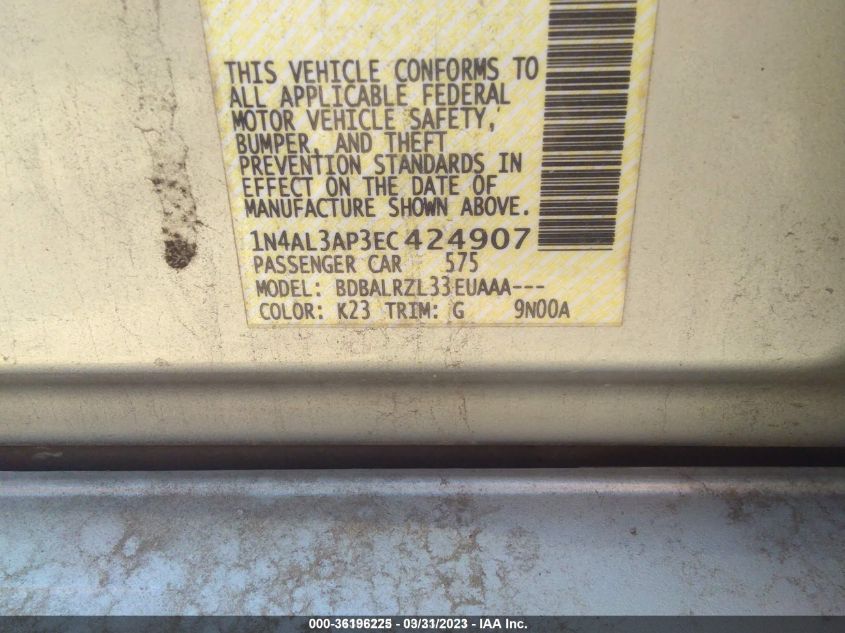 THIS VEHICLE CONFORMS TO
ALL APPLICABLE FEDERAL
MOTOR VEHICLE SAFETY,
BUMPER, AND THEFT
PREVENTION STANDARDS IN
EFFECT ON THE DATE OF
MANUFACTURE SHOWN ABOVE.
1N4AL3AP3EC424907
PASSENGER CAR 575
MODEL: BDBALRZL33EUAAA---
COLOR: K23 TRIM: G 9N00A
000-36196225 - 03/31/2023 - IAA Inc.